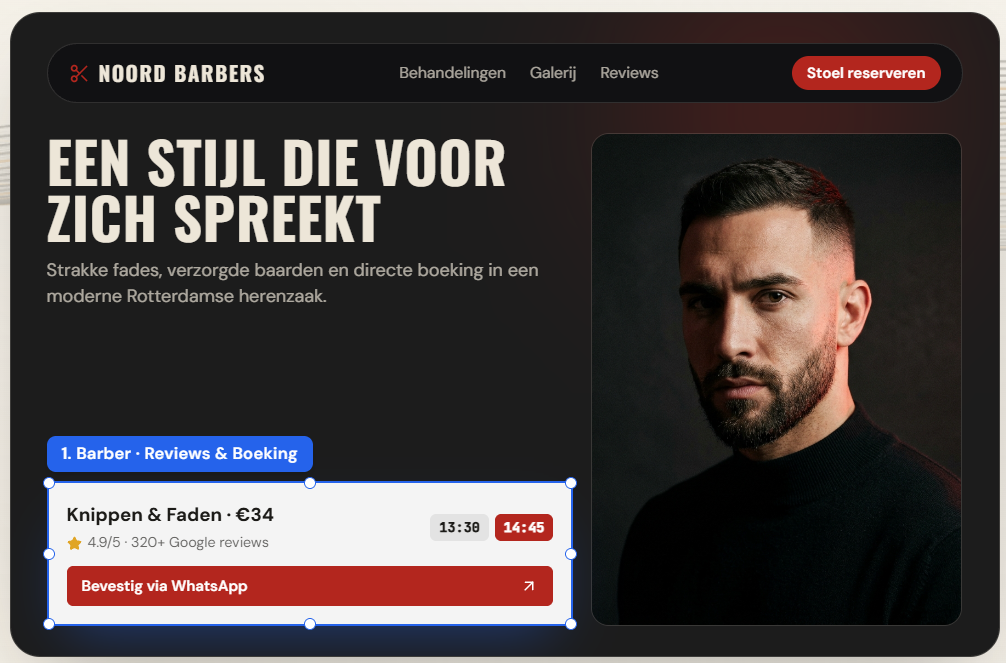 NOORD BARBERS
Behandelingen Galerij Reviews
Stoel reserveren
EEN STIJL DIE VOOR
ZICH SPREEKT
Strakke fades, verzorgde baarden en directe boeking in een
moderne Rotterdamse herenzaak.
1. Barber · Reviews & Boeking
Knippen & Faden · €34
4.9/5 · 320+ Google reviews
13:30 14:45
Bevestig via WhatsApp